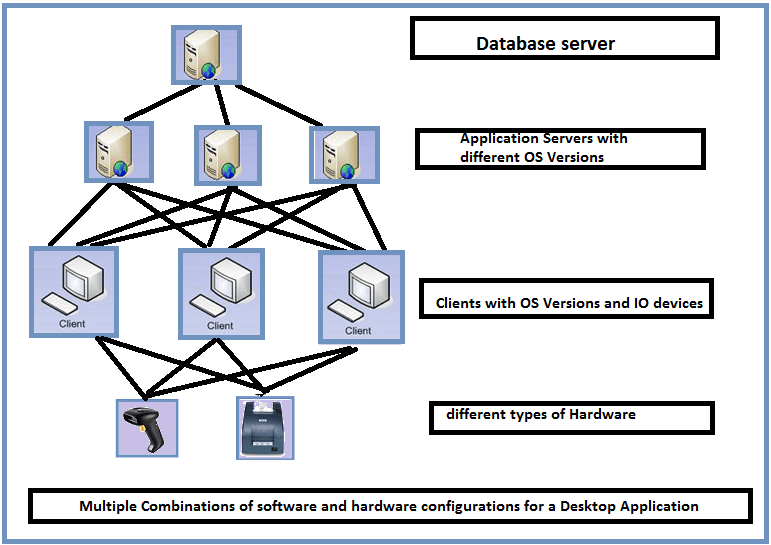 Database server
Application Servers with
different OS Versions
Client
Client
Client
Clients with OS Versions and IO devices
different types of Hardware
Multiple Combinations of software and hardware configurations for a Desktop Application